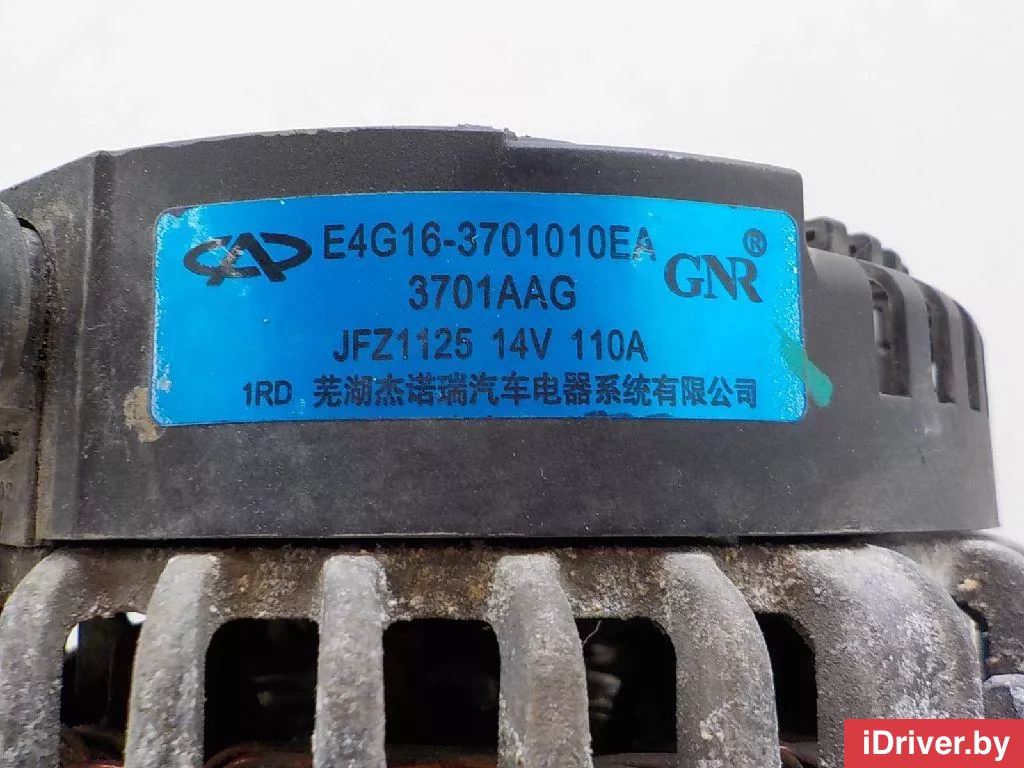 E4G16-3701010EA
GNR®
3701AAG
JFZ1125 14V 110A
1RD 芜湖杰诺瑞汽车电器系统有限公司
iDriver.by